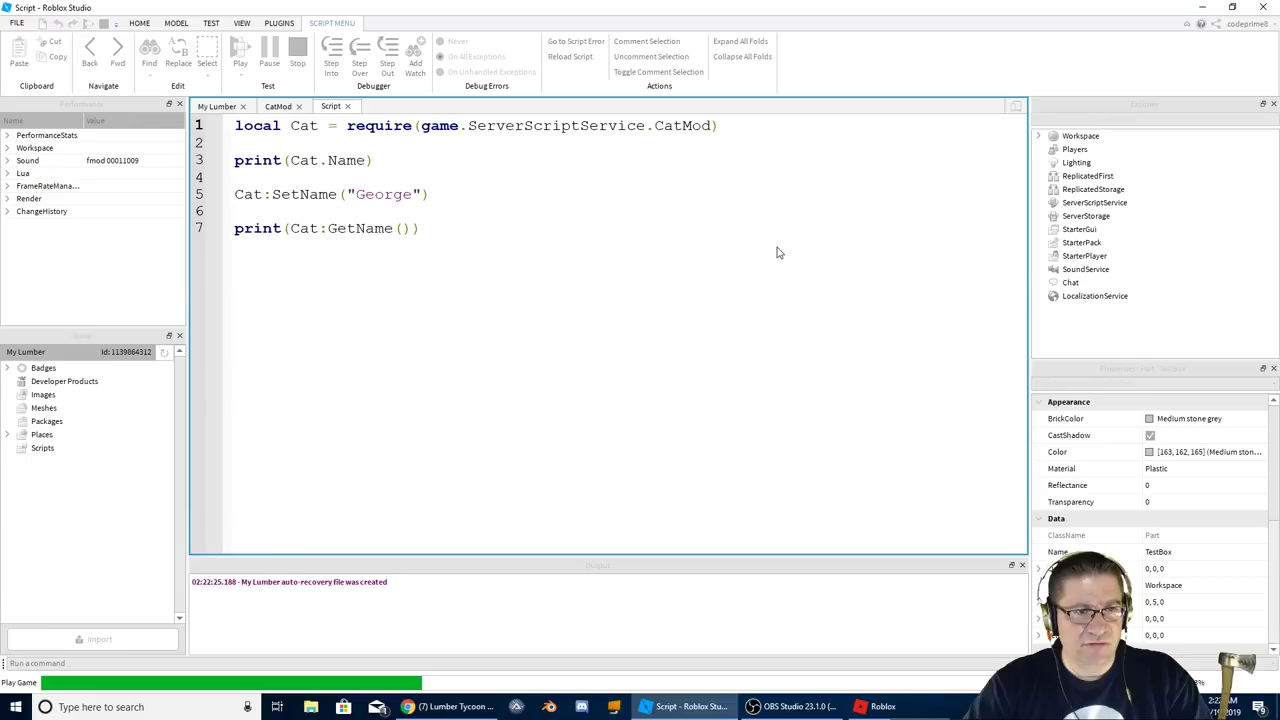 Script - Roblox Studio
FILE
HOME
MODEL
TEST
VIEW
PLUGINS
SCRIPT MENU
codeprime8
Paste
Cut
Copy
Clipboard
Back
Fwd
Navigate
Find
Replace
Select
Edit
Play
Pause
Stop
Test
Step Into
Step Over
Step Out
Add Watch
Debugger
Never
On All Exceptions
On Unhandled Exceptions
Debug Errors
Go to Script Error
Reload Script
Comment Selection
Uncomment Selection
Toggle Comment Selection
Expand All Folds
Collapse All Folds
Actions
Performance
Name
Value
PerformanceStats
Workspace
Sound
fmod 00011009
Lua
FrameRateMana...
Render
ChangeHistory
My Lumber
Id: 1139864312
Badges
Developer Products
Images
Meshes
Packages
Places
Scripts
Import
My Lumber
CatMod
Script
1 local Cat = require(game.ServerScriptService.CatMod)
2
3 print(Cat.Name)
4
5 Cat:SetName("George")
6
7 print(Cat:GetName())
Output
02:22:25.188 - My Lumber auto-recovery file was created
Explorer
Workspace
Players
Lighting
ReplicatedFirst
ReplicatedStorage
ServerScriptService
ServerStorage
StarterGui
StarterPack
StarterPlayer
SoundService
Chat
LocalizationService
Appearance
BrickColor Medium stone grey
CastShadow
Color [163, 162, 165] (Medium ston...
Material Plastic
Reflectance 0
Transparency 0
Data
ClassName Part
Name TestBox
0, 0, 0
Workspace
0, 5, 0
0, 0, 0
0, 0, 0
Run a command
Play Game
Type here to search
(7) Lumber Tycoon ...
Script - Roblox Stu...
OBS Studio 23.1.0 (...
Roblox